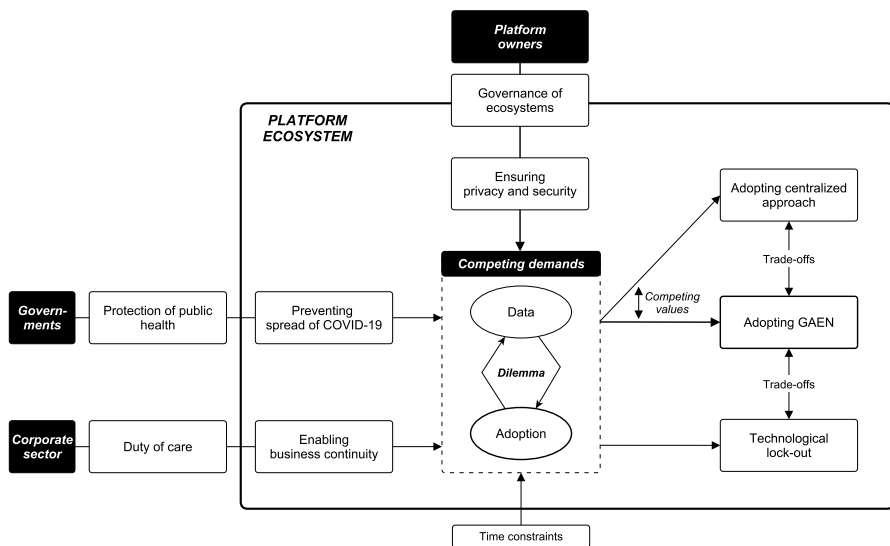 Platform
owners
Governance of
ecosystems
PLATFORM
ECOSYSTEM
Ensuring
privacy and security
Adopting centralized
approach
Competing demands
Trade-offs
Govern-
ments
Protection of public
health
Preventing
spread of COVID-19
Data
Competing
values
Adopting GAEN
Dilemma
Trade-offs
Corporate
sector
Duty of care
Enabling
business continuity
Adoption
Technological
lock-out
Time constraints